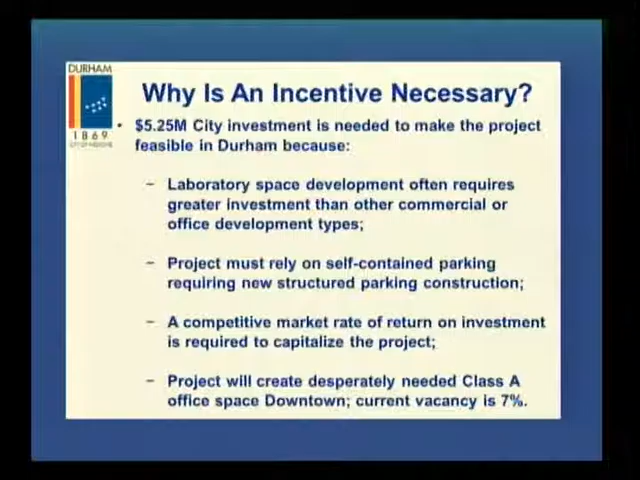 DURHAM
1869
CITY OF MEDICINE
Why Is An Incentive Necessary?
• $5.25M City investment is needed to make the project
feasible in Durham because:
– Laboratory space development often requires
greater investment than other commercial or
office development types;
– Project must rely on self-contained parking
requiring new structured parking construction;
– A competitive market rate of return on investment
is required to capitalize the project;
– Project will create desperately needed Class A
office space Downtown; current vacancy is 7%.